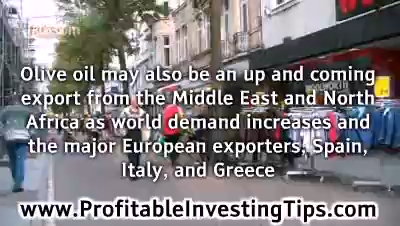 Olive oil may also be an up and coming
export from the Middle East and North
Africa as world demand increases and
the major European exporters, Spain,
Italy, and Greece
www.ProfitableInvestingTips.com